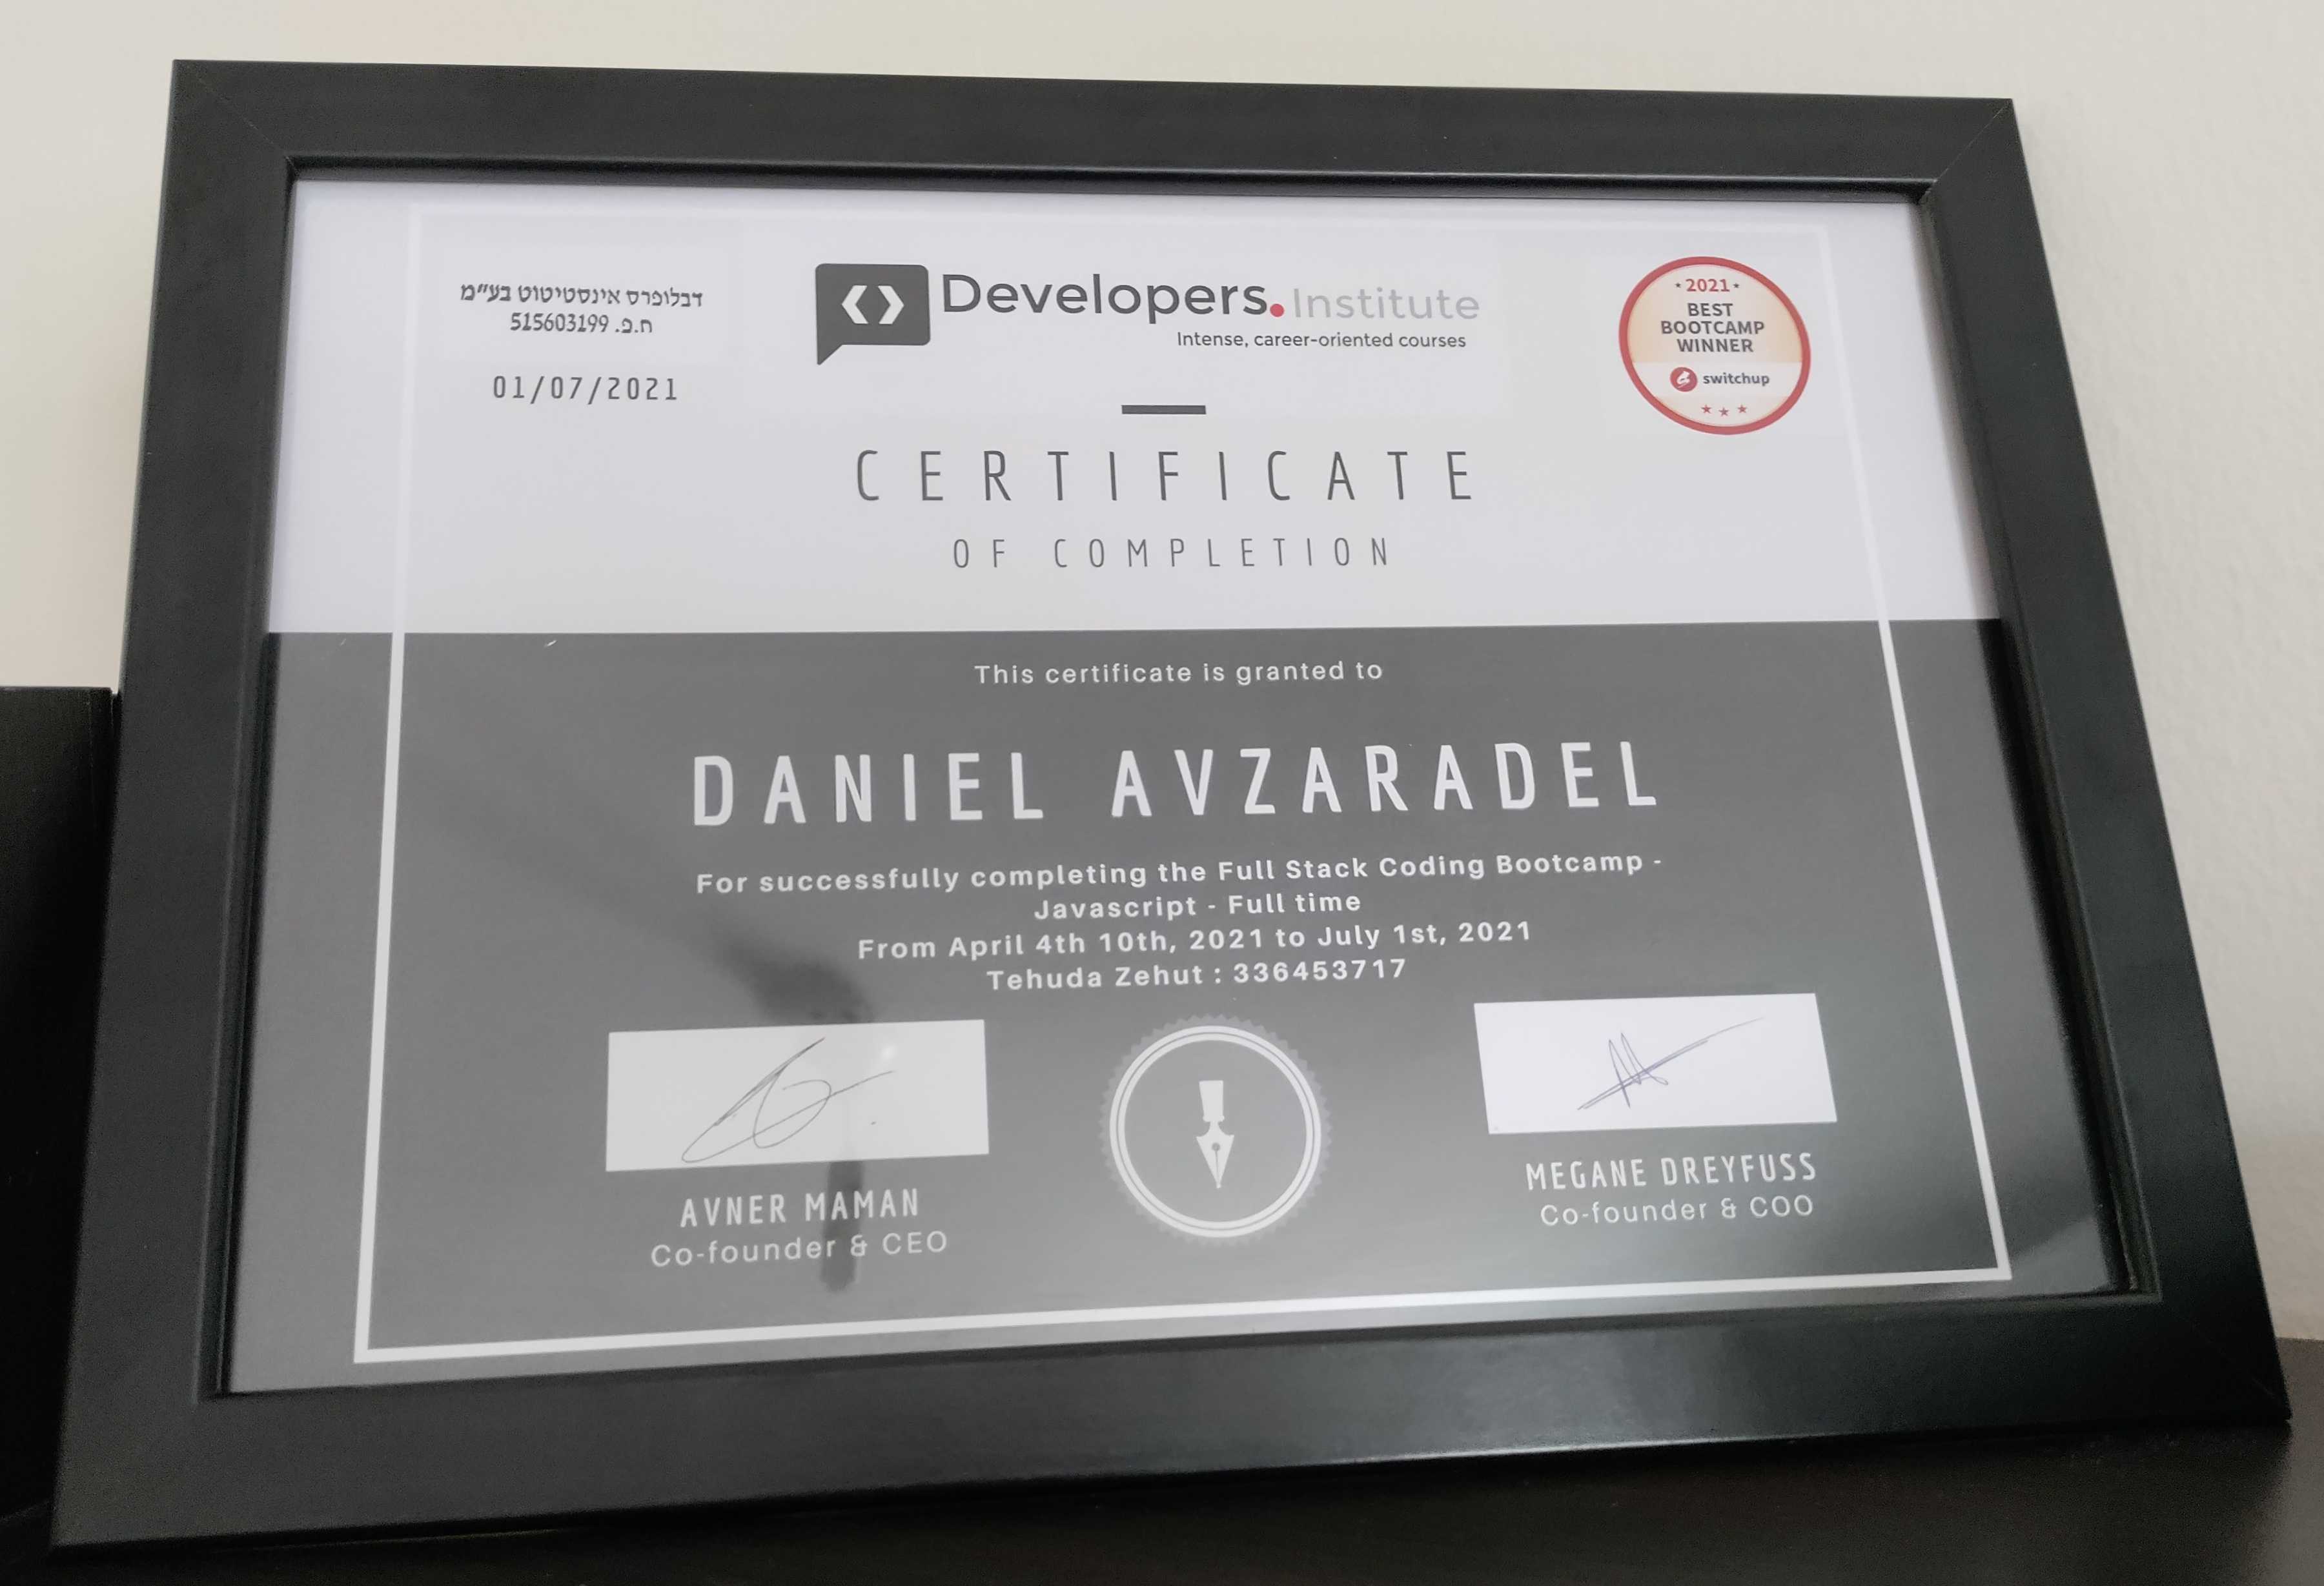 דבלופרס אינסטיטוט בע"מ
ח.פ. 515603199
01/07/2021
Developers.Institute
Intense, career-oriented courses
2021
BEST
BOOTCAMP
WINNER
switchup
CERTIFICATE
OF COMPLETION
This certificate is granted to
DANIEL AVZARADEL
For successfully completing the Full Stack Coding Bootcamp -
Javascript - Full time
From April 4th 10th, 2021 to July 1st, 2021
Tehuda Zehut : 336453717
AVNER MAMAN
Co-founder & CEO
MEGANE DREYFUSS
Co-founder & COO